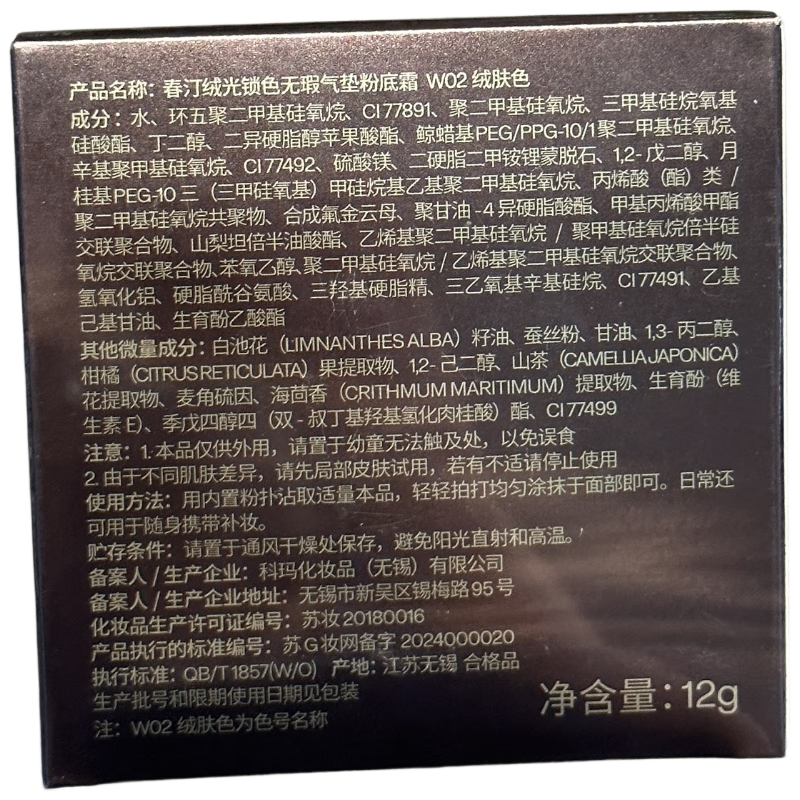 产品名称：春汀绒光锁色无瑕气垫粉底霜 W02 绒肤色
成分：水、环五聚二甲基硅氧烷、CI 77891、聚二甲基硅氧烷、三甲基硅烷氧基
硅酸酯、丁二醇、二异硬脂醇苹果酸酯、鲸蜡基PEG/PPG-10/1聚二甲基硅氧烷、
辛基聚甲基硅氧烷、CI 77492、硫酸镁、二硬脂二甲铵锂蒙脱石、1,2-戊二醇、月
桂基PEG-10 三（三甲硅氧基）甲硅烷基乙基聚二甲基硅氧烷、丙烯酸（酯）类 /
聚二甲基硅氧烷共聚物、合成氟金云母、聚甘油-4 异硬脂酸酯、甲基丙烯酸甲酯
交联聚合物、山梨坦倍半油酸酯、乙烯基聚二甲基硅氧烷 / 聚甲基硅氧烷倍半硅
氧烷交联聚合物、苯氧乙醇、聚二甲基硅氧烷 / 乙烯基聚二甲基硅氧烷交联聚合物、
氢氧化铝、硬脂酰谷氨酸、三羟基硬脂精、三乙氧基辛基硅烷、CI 77491、乙基
己基甘油、生育酚乙酸酯
其他微量成分：白池花（LIMNANTHES ALBA）籽油、蚕丝粉、甘油、1,3-丙二醇、
柑橘（CITRUS RETICULATA）果提取物、1,2-己二醇、山茶（CAMELLIA JAPONICA）
花提取物、麦角硫因、海茴香（CRITHMUM MARITIMUM）提取物、生育酚（维
生素 E）、季戊四醇四（双-叔丁基羟基氢化肉桂酸）酯、CI 77499
注意：1.本品仅供外用，请置于幼童无法触及处，以免误食
2.由于不同肌肤差异，请先局部皮肤试用，若有不适请停止使用
使用方法：用内置粉扑沾取适量本品，轻轻拍打均匀涂抹于面部即可。日常还
可用于随身携带补妆。
贮存条件：请置于通风干燥处保存，避免阳光直射和高温。
备案人 / 生产企业：科玛化妆品（无锡）有限公司
备案人 / 生产企业地址：无锡市新吴区锡梅路 95 号
化妆品生产许可证编号：苏妆 20180016
产品执行的标准编号：苏 G 妆网备字 2024000020
执行标准：QB/T 1857(W/O) 产地：江苏无锡 合格品
生产批号和限期使用日期见包装
注：W02 绒肤色为色号名称
净含量：12g